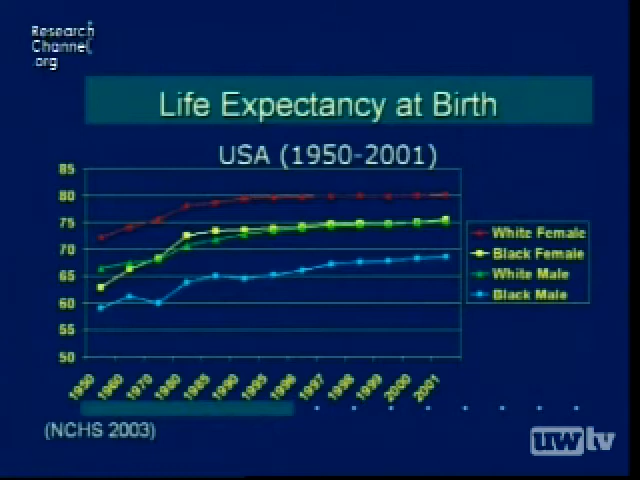 Research
Channel
.org
Life Expectancy at Birth
USA (1950-2001)
85
80
75
70
65
60
55
50
1950
1960
1970
1980
1985
1990
1995
1996
1997
1998
1999
2000
2001
White Female
Black Female
White Male
Black Male
(NCHS 2003)
uwtv